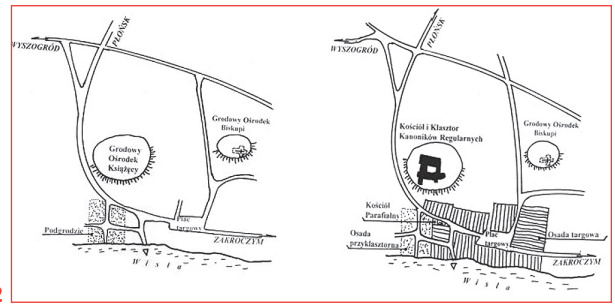 PŁOŃSK
WYSZOGRÓD
Grodowy Ośrodek
Biskupi
Grodowy
Ośrodek
Książęcy
Plac
targowy
Podgrodzie
ZAKROCZYM
Wisła
PŁOŃSK
WYSZOGRÓD
Kościół i Klasztor
Kanoników Regularnych
Grodowy Ośrodek
Biskupi
Kościół
Parafialny
Osada
przyklasztorna
Plac
targowy
Osada targowa
ZAKROCZYM
Wisła